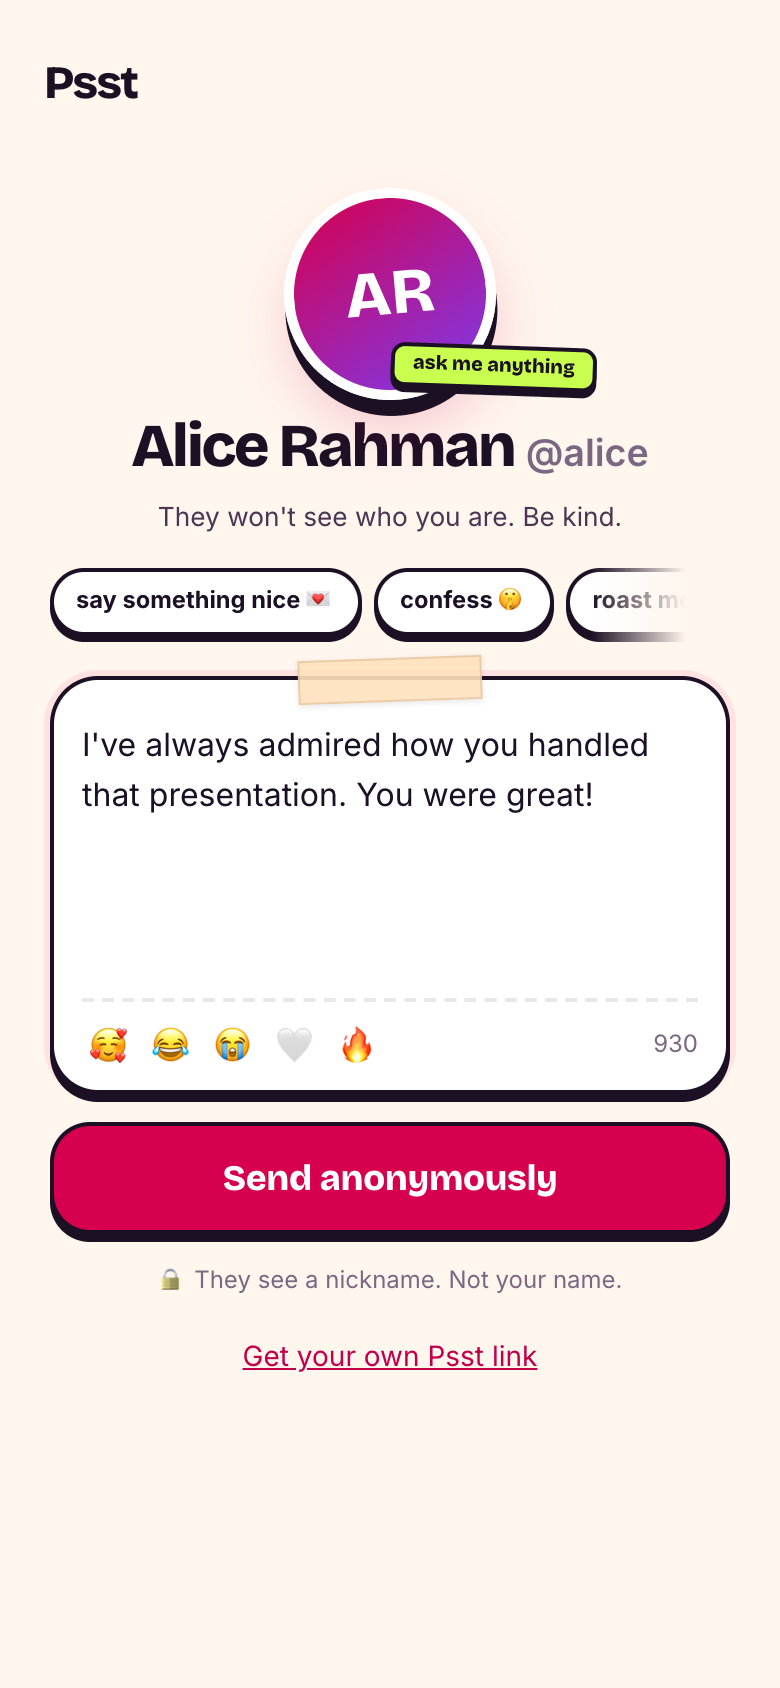 Psst
AR
ask me anything
Alice Rahman @alice
They won't see who you are. Be kind.
say something nice 💌 confess 🤫 roast me
I've always admired how you handled
that presentation. You were great!
🥰 😂 😭 🤍 🔥 930
Send anonymously
🔒 They see a nickname. Not your name.
Get your own Psst link